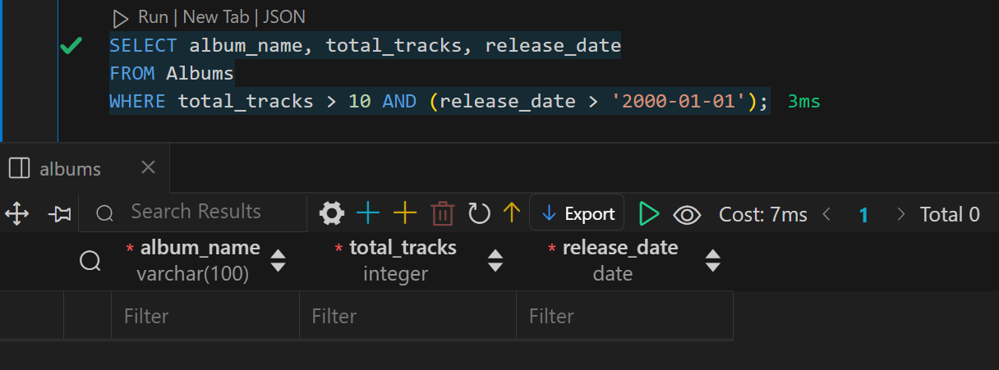 Run | New Tab | JSON
SELECT album_name, total_tracks, release_date
FROM Albums
WHERE total_tracks > 10 AND (release_date > '2000-01-01'); 3ms
albums
Search Results Export Cost: 7ms < 1 > Total 0
* album_name * total_tracks * release_date
varchar(100) integer date
Filter Filter Filter